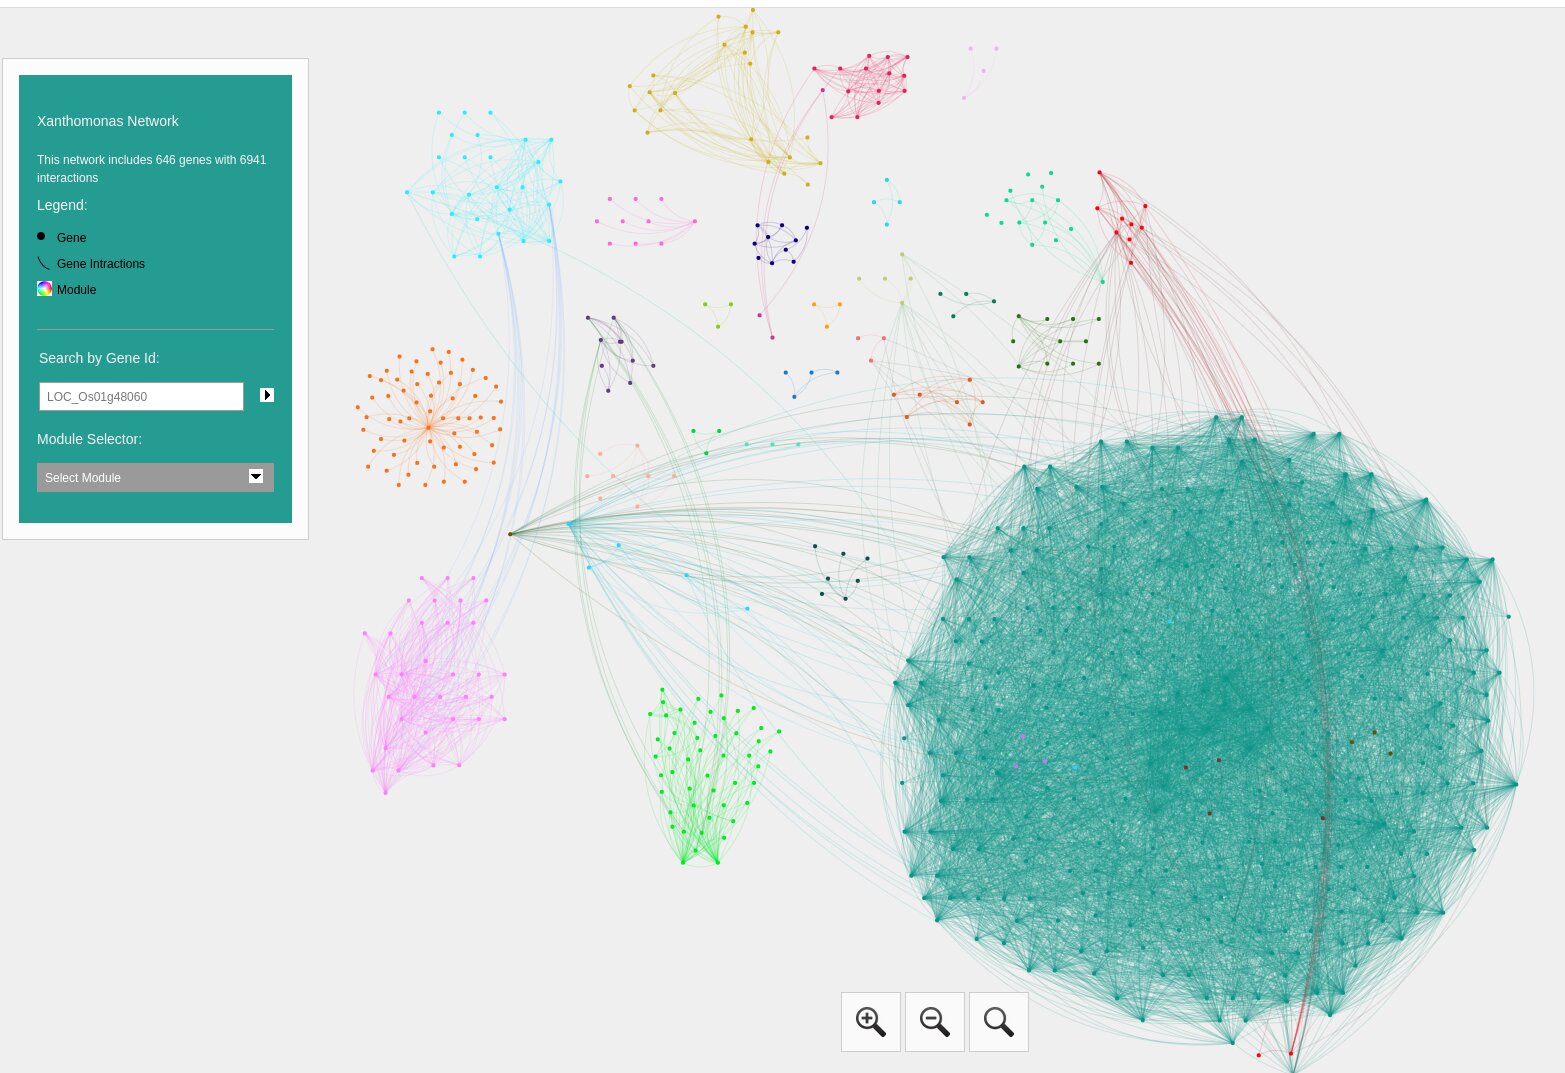 Xanthomonas Network
This network includes 646 genes with 6941
interactions
Legend:
Gene
Gene Intractions
Module
Search by Gene Id:
LOC_Os01g48060
Module Selector:
Select Module